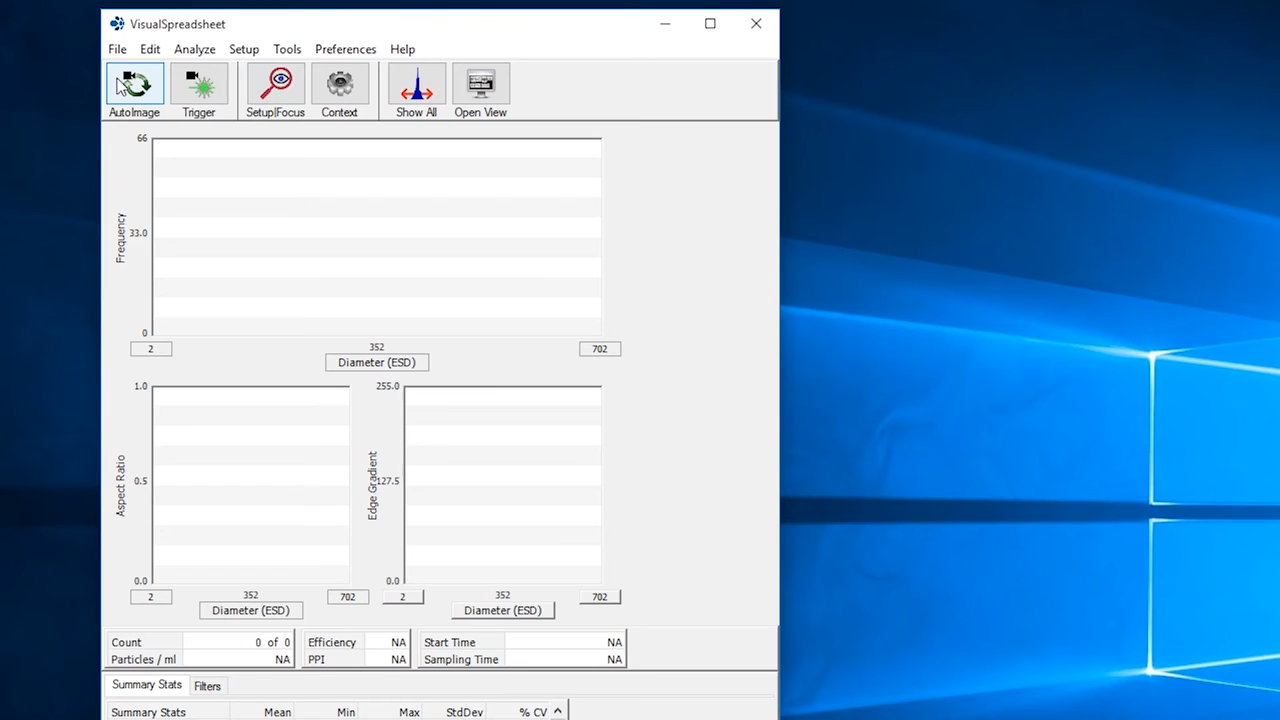 VisualSpreadsheet
File Edit Analyze Setup Tools Preferences Help
AutoImage Trigger Setup|Focus Context Show All Open View
66
Frequency
33.0
0
2 352 702
Diameter (ESD)
1.0 255.0
Aspect Ratio Edge Gradient
0.5 127.5
0.0 0.0
2 352 702 2 352 702
Diameter (ESD) Diameter (ESD)
Count 0 of 0 Efficiency NA Start Time NA
Particles / ml NA PPI NA Sampling Time NA
Summary Stats Filters
Summary Stats Mean Min Max StdDev % CV